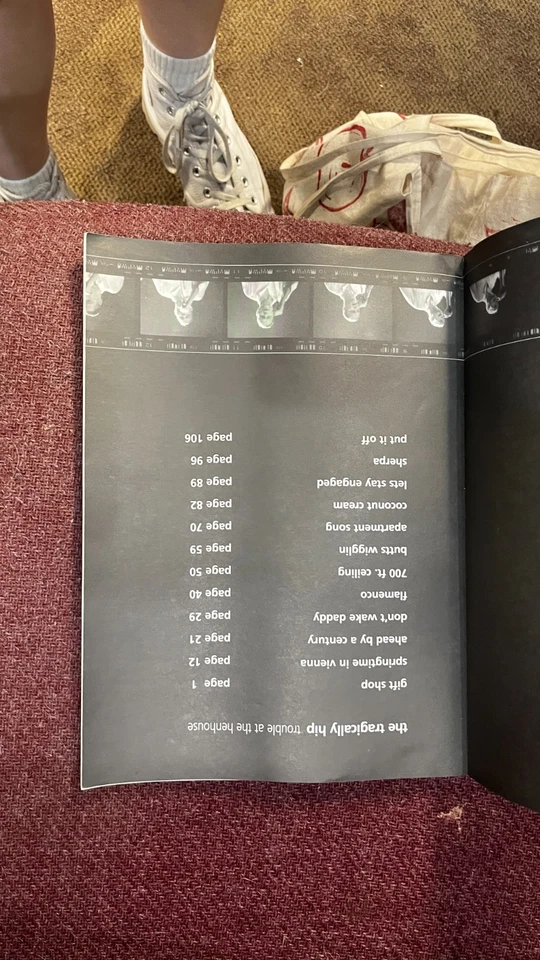 the tragically hip trouble at the henhouse
gift shop page 1
springtime in vienna page 12
ahead by a century page 21
don't wake daddy page 29
flamenco page 40
700 ft. ceiling page 50
butts wigglin page 59
apartment song page 70
coconut cream page 82
lets stay engaged page 89
sherpa page 96
put it off page 106